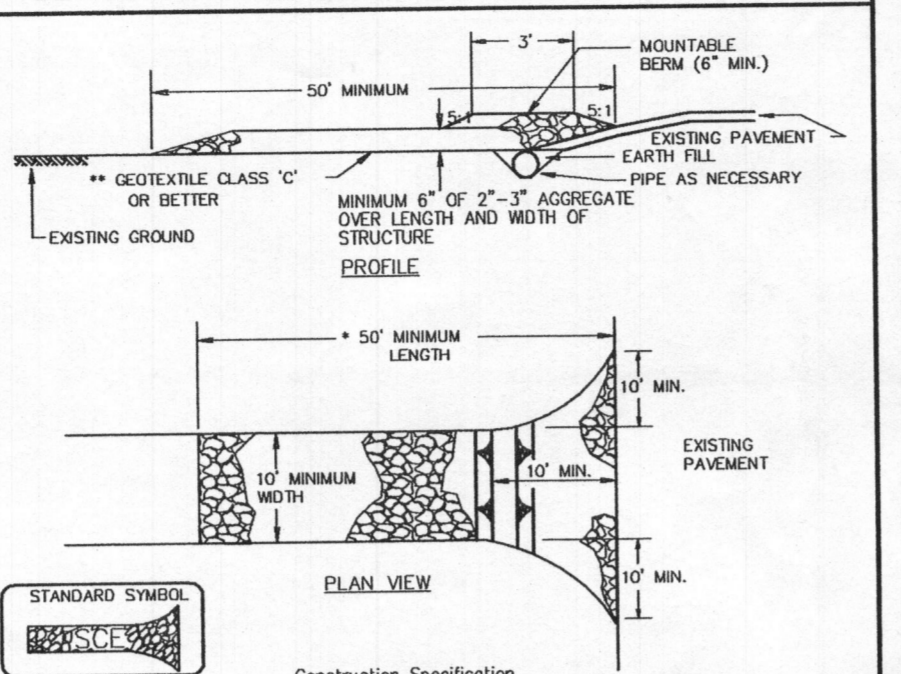 3'
MOUNTABLE
BERM (6" MIN.)
50' MINIMUM
5:
5:1
EXISTING PAVEMENT
EARTH FILL
** GEOTEXTILE CLASS 'C'
OR BETTER
PIPE AS NECESSARY
MINIMUM 6" OF 2"-3" AGGREGATE
OVER LENGTH AND WIDTH OF
STRUCTURE
EXISTING GROUND
PROFILE
* 50' MINIMUM
LENGTH
10' MIN.
EXISTING
PAVEMENT
10' MINIMUM
WIDTH
10' MIN.
10' MIN.
PLAN VIEW
STANDARD SYMBOL
SCE
Construction Specification